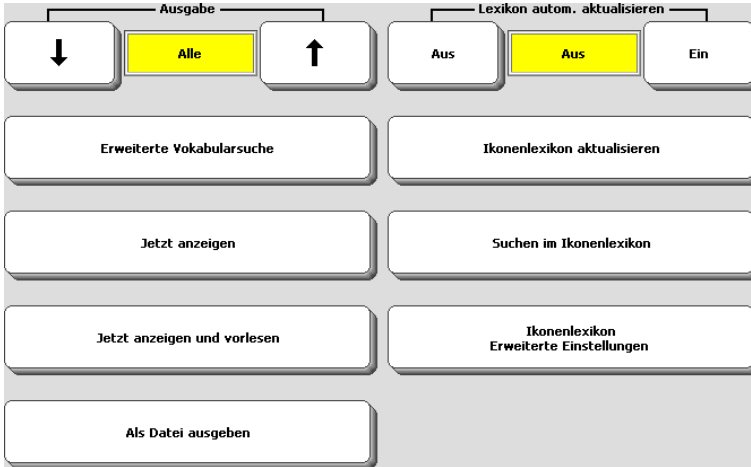 Ausgabe
Lexikon autom. aktualisieren
Alle
Aus
Aus
Ein
Erweiterte Vokabularsuche
Ikonenlexikon aktualisieren
Jetzt anzeigen
Suchen im Ikonenlexikon
Jetzt anzeigen und vorlesen
Ikonenlexikon
Erweiterte Einstellungen
Als Datei ausgeben